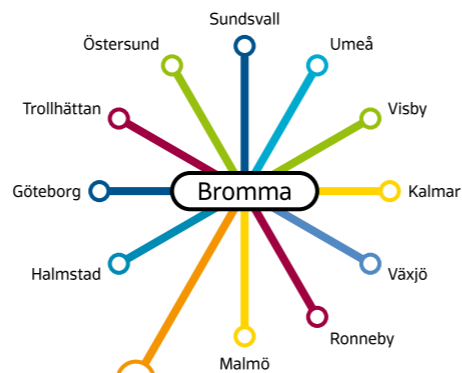 Sundsvall
Östersund
Umeå
Trollhättan
Visby
Göteborg
Bromma
Kalmar
Halmstad
Växjö
Ronneby
Malmö